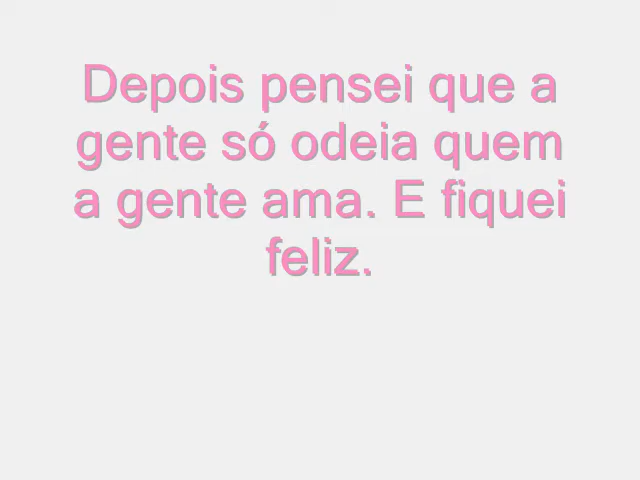 Depois pensei que a
gente só odeia quem
a gente ama. E fiquei
feliz.